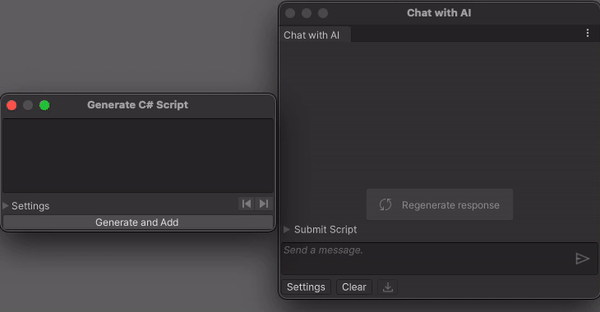 Generate C# Script
Settings
Generate and Add
Chat with AI
Chat with AI
Regenerate response
Submit Script
Send a message.
Settings
Clear